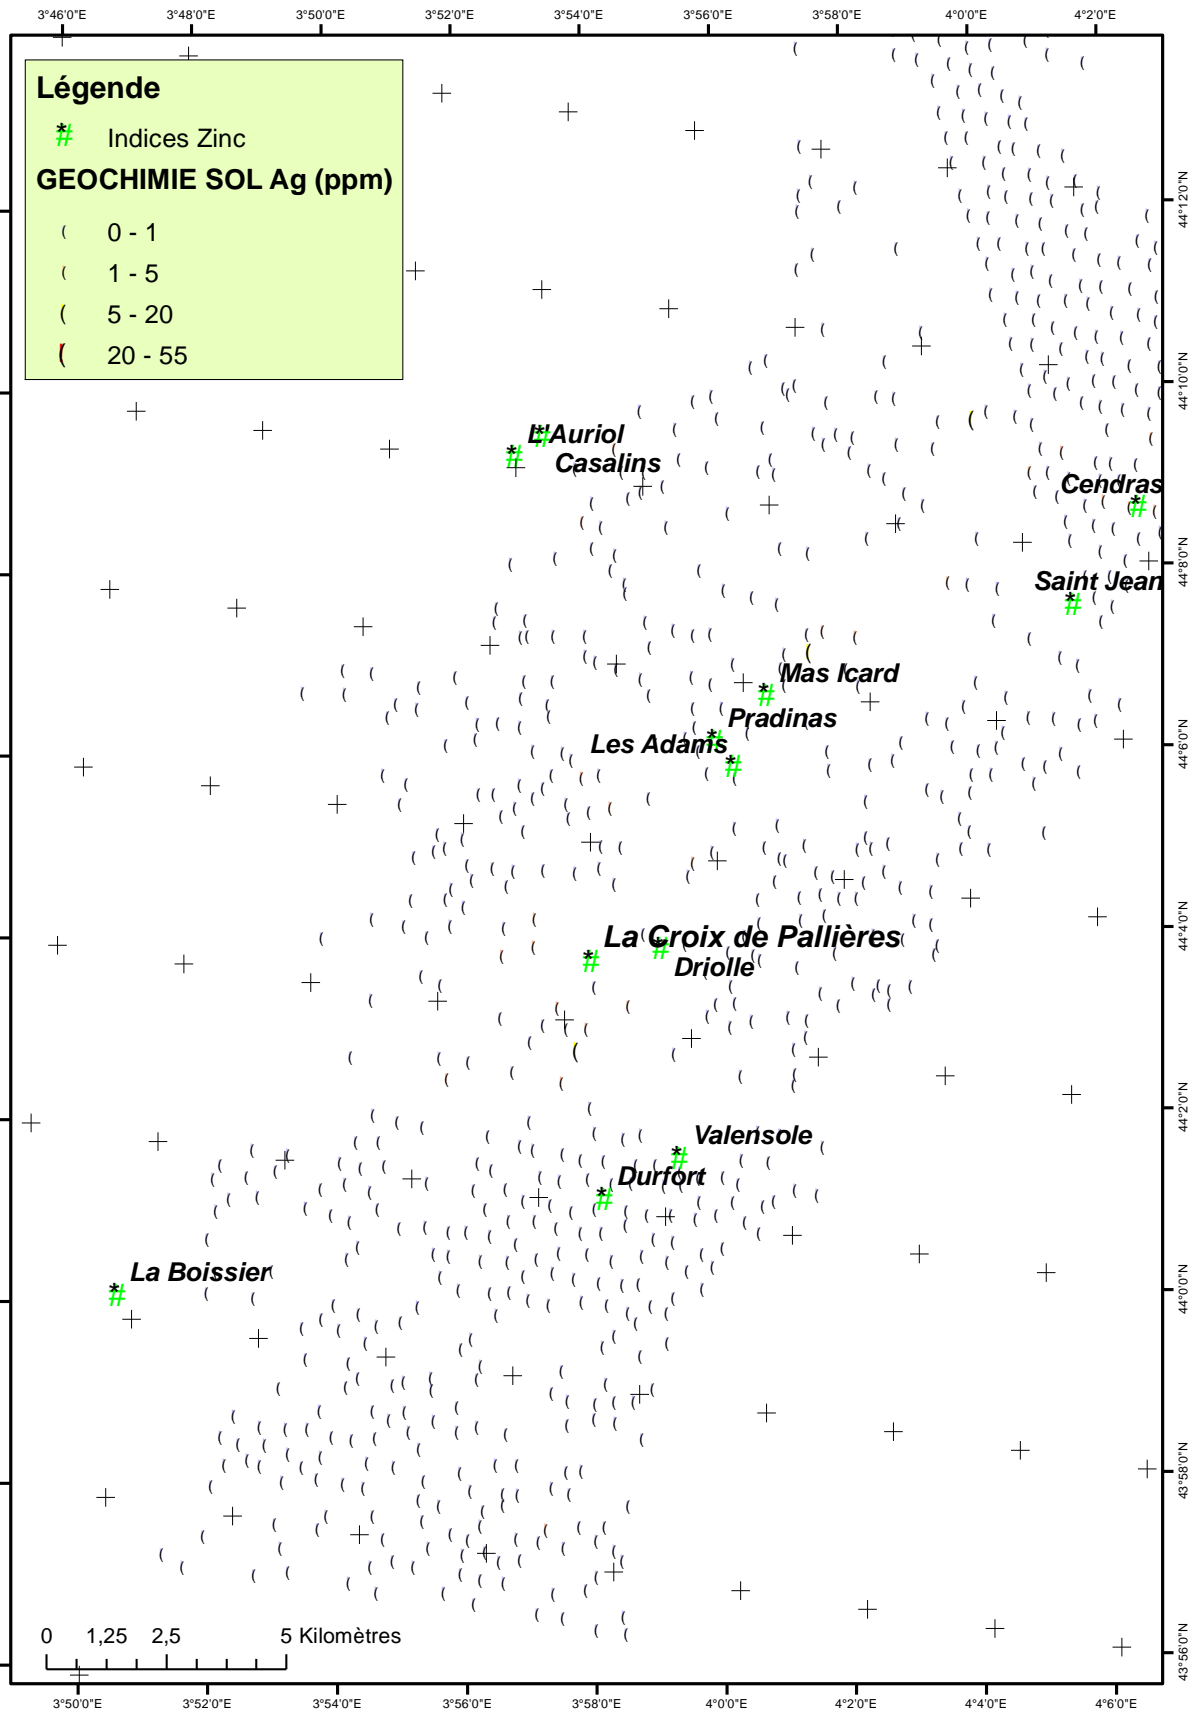 3°46'0"E 3°48'0"E 3°50'0"E 3°52'0"E 3°54'0"E 3°56'0"E 3°58'0"E 4°0'0"E 4°2'0"E
Légende
Indices Zinc
GEOCHIMIE SOL Ag (ppm)
0 - 1
1 - 5
5 - 20
20 - 55
44°12'0"N
44°10'0"N
L'Auriol
Casalins
Cendras
44°8'0"N
Saint Jean
Mas Icard
Pradinas
Les Adams
44°6'0"N
La Croix de Pallières
Driolle
44°4'0"N
44°2'0"N
Valensole
Durfort
La Boissier
44°0'0"N
43°58'0"N
43°56'0"N
0 1,25 2,5 5 Kilomètres
3°50'0"E 3°52'0"E 3°54'0"E 3°56'0"E 3°58'0"E 4°0'0"E 4°2'0"E 4°4'0"E 4°6'0"E